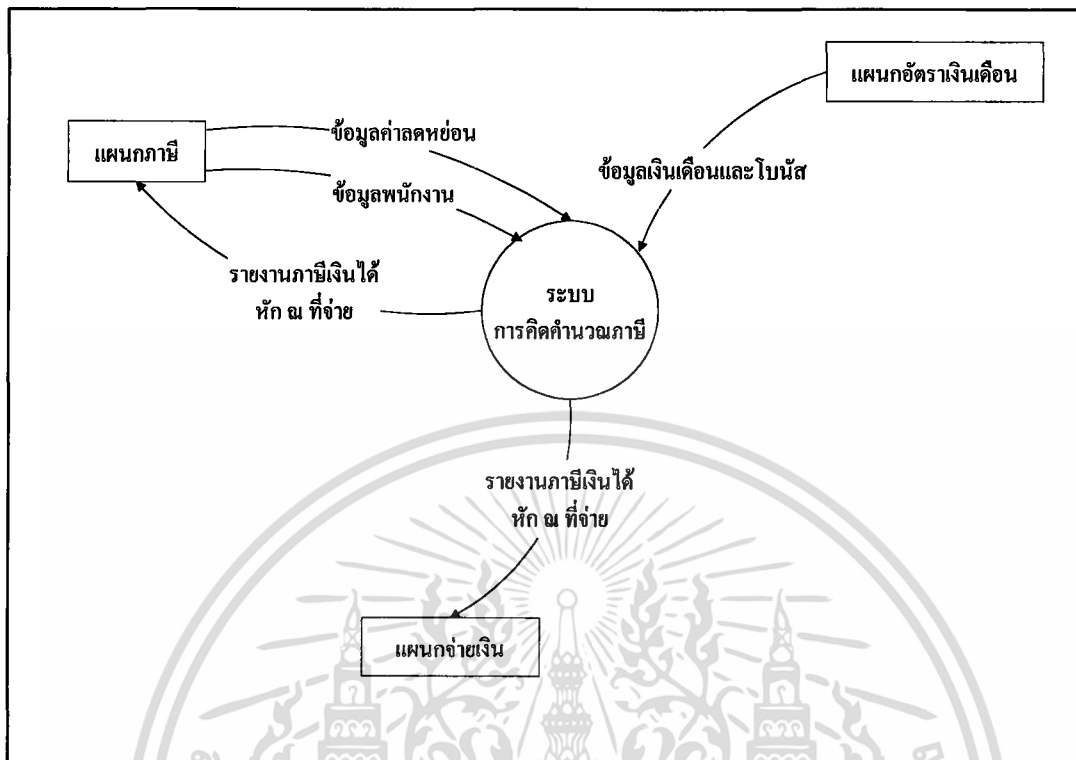 แผนกอัตราเงินเดือน
ข้อมูลค่าลดหย่อน
แผนกภาษี
ข้อมูลเงินเดือนและโบนัส
ข้อมูลพนักงาน
รายงานภาษีเงินได้
หัก ณ ที่จ่าย
ระบบ
การคิดคำนวณภาษี
รายงานภาษีเงินได้
หัก ณ ที่จ่าย
แผนกจ่ายเงิน